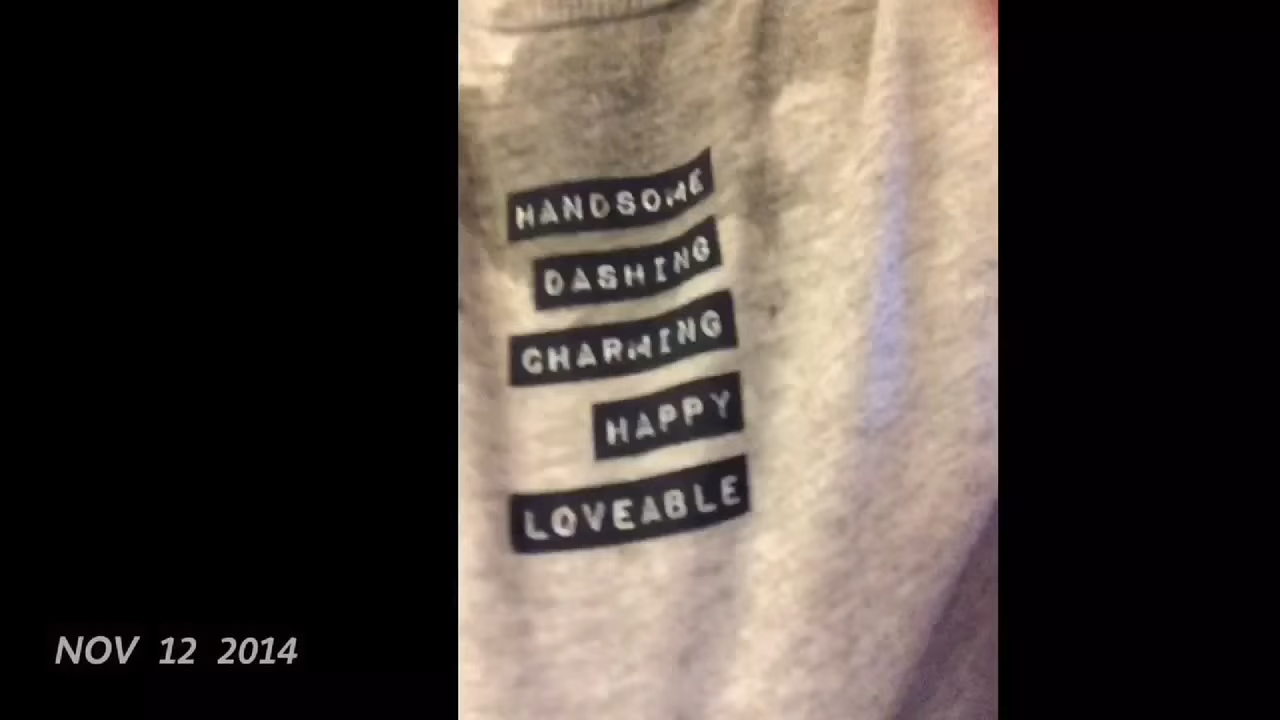 HANDSOME
DASHING
CHARMING
HAPPY
LOVEABLE
NOV 12 2014